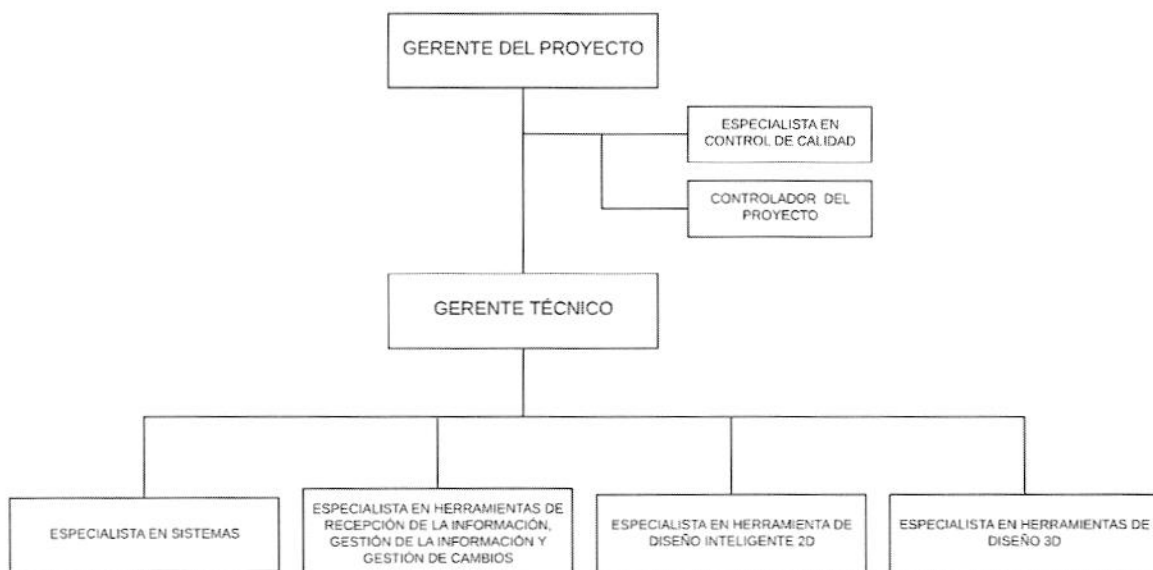 GERENTE DEL PROYECTO
ESPECIALISTA EN
CONTROL DE CALIDAD
CONTROLADOR DEL
PROYECTO
GERENTE TÉCNICO
ESPECIALISTA EN SISTEMAS
ESPECIALISTA EN HERRAMIENTAS DE
RECEPCIÓN DE LA INFORMACIÓN,
GESTIÓN DE LA INFORMACIÓN Y
GESTIÓN DE CAMBIOS
ESPECIALISTA EN HERRAMIENTA DE
DISEÑO INTELIGENTE 2D
ESPECIALISTA EN HERRAMIENTAS DE
DISEÑO 3D